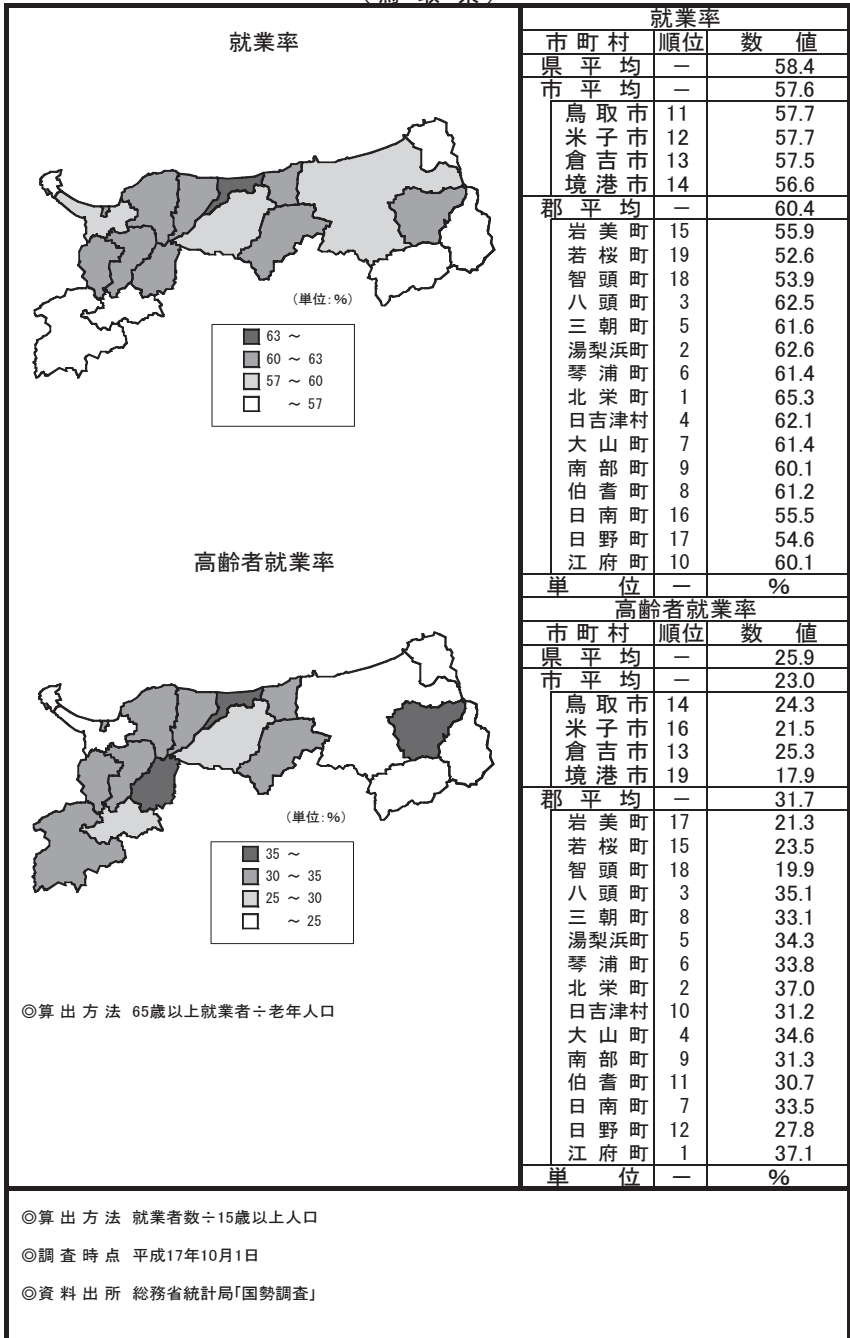 就業率
(単位:%)
63 ～
60 ～ 63
57 ～ 60
～ 57
高齢者就業率
(単位:%)
35 ～
30 ～ 35
25 ～ 30
～ 25
◎算出方法 65歳以上就業者÷老年人口
就業率
市町村 順位 数値
県平均 － 58.4
市平均 － 57.6
鳥取市 11 57.7
米子市 12 57.7
倉吉市 13 57.5
境港市 14 56.6
郡平均 － 60.4
岩美町 15 55.9
若桜町 19 52.6
智頭町 18 53.9
八頭町 3 62.5
三朝町 5 61.6
湯梨浜町 2 62.6
琴浦町 6 61.4
北栄町 1 65.3
日吉津村 4 62.1
大山町 7 61.4
南部町 9 60.1
伯耆町 8 61.2
日南町 16 55.5
日野町 17 54.6
江府町 10 60.1
単位 － %
高齢者就業率
市町村 順位 数値
県平均 － 25.9
市平均 － 23.0
鳥取市 14 24.3
米子市 16 21.5
倉吉市 13 25.3
境港市 19 17.9
郡平均 － 31.7
岩美町 17 21.3
若桜町 15 23.5
智頭町 18 19.9
八頭町 3 35.1
三朝町 8 33.1
湯梨浜町 5 34.3
琴浦町 6 33.8
北栄町 2 37.0
日吉津村 10 31.2
大山町 4 34.6
南部町 9 31.3
伯耆町 11 30.7
日南町 7 33.5
日野町 12 27.8
江府町 1 37.1
単位 － %
◎算出方法 就業者数÷15歳以上人口
◎調査時点 平成17年10月1日
◎資料出所 総務省統計局「国勢調査」